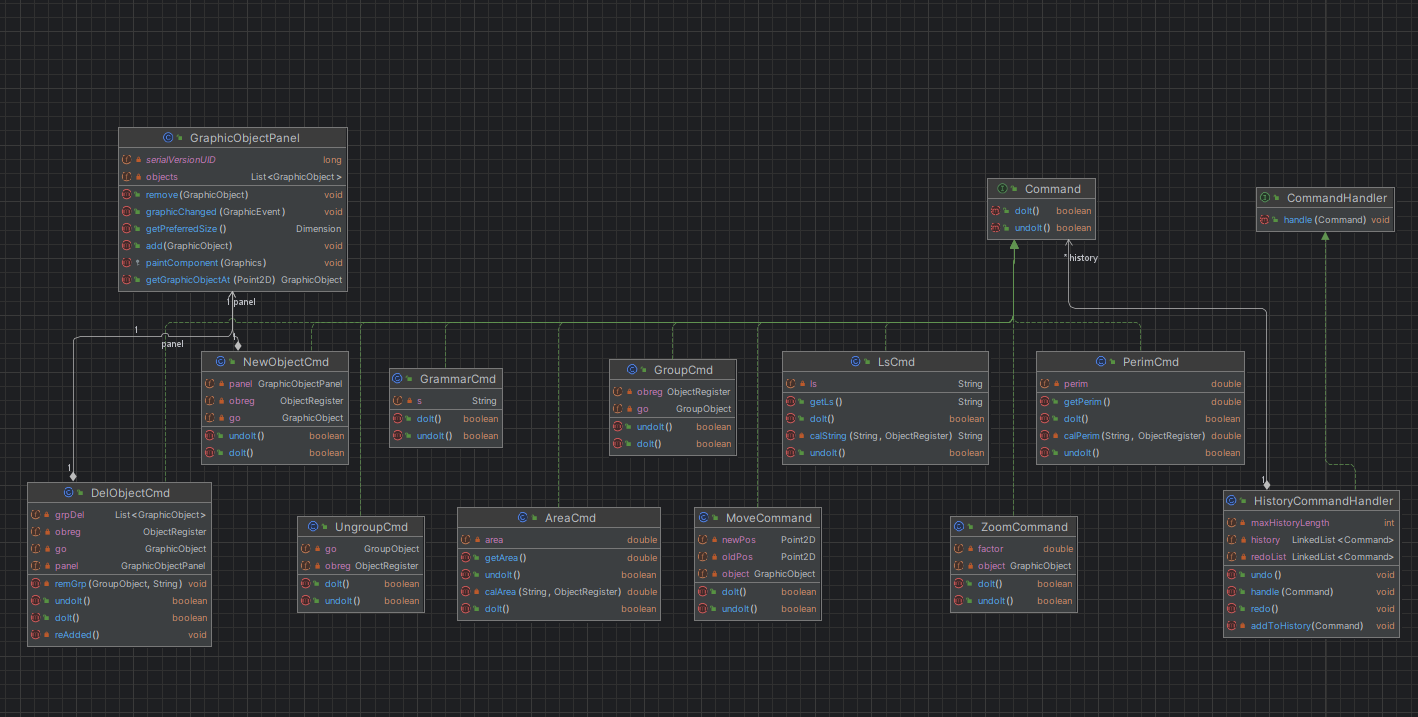 GraphicObjectPanel
serialVersionUID long
objects List<GraphicObject>
remove(GraphicObject) void
graphicChanged(GraphicEvent) void
getPreferredSize() Dimension
add(GraphicObject) void
paintComponent(Graphics) void
getGraphicObjectAt(Point2D) GraphicObject
Command
doIt() boolean
undoIt() boolean
CommandHandler
handle(Command) void
* history
1 panel
1
panel
1
NewObjectCmd
panel GraphicObjectPanel
obreg ObjectRegister
go GraphicObject
undoIt() boolean
doIt() boolean
GrammarCmd
s String
doIt() boolean
undoIt() boolean
GroupCmd
obreg ObjectRegister
go GroupObject
undoIt() boolean
doIt() boolean
LsCmd
ls String
getLs() String
doIt() boolean
calString(String, ObjectRegister) String
undoIt() boolean
PerimCmd
perim double
getPerim() double
doIt() boolean
calPerim(String, ObjectRegister) double
undoIt() boolean
1
DelObjectCmd
grpDel List<GraphicObject>
obreg ObjectRegister
go GraphicObject
panel GraphicObjectPanel
remGrp(GroupObject, String) void
undoIt() boolean
doIt() boolean
reAdded() void
UngroupCmd
go GroupObject
obreg ObjectRegister
doIt() boolean
undoIt() boolean
AreaCmd
area double
getArea() double
undoIt() boolean
calArea(String, ObjectRegister) double
doIt() boolean
MoveCommand
newPos Point2D
oldPos Point2D
object GraphicObject
doIt() boolean
undoIt() boolean
ZoomCommand
factor double
object GraphicObject
doIt() boolean
undoIt() boolean
1
HistoryCommandHandler
maxHistoryLength int
history LinkedList<Command>
redoList LinkedList<Command>
undo() void
handle(Command) void
redo() void
addToHistory(Command) void